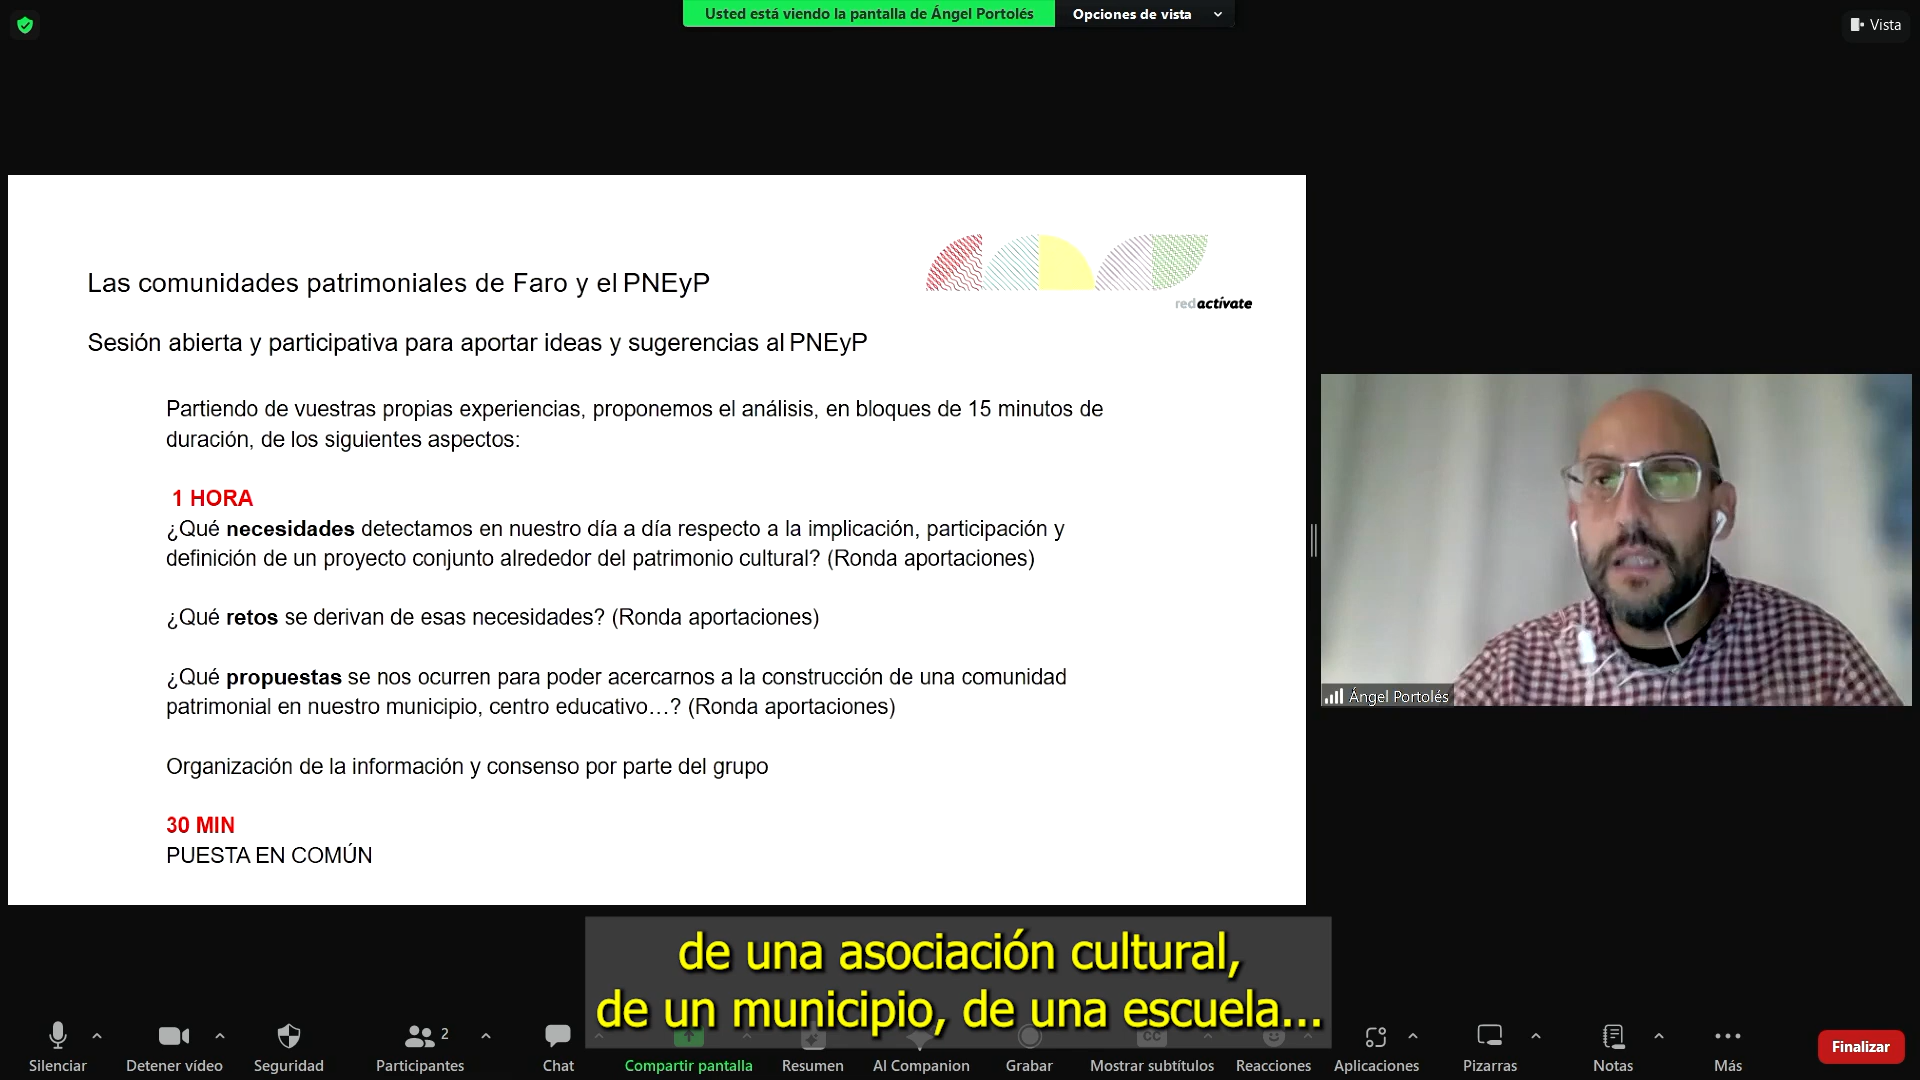 Usted está viendo la pantalla de Ángel Portolés
Opciones de vista
Vista
redactívate
Las comunidades patrimoniales de Faro y el PNEyP
Sesión abierta y participativa para aportar ideas y sugerencias al PNEyP
Partiendo de vuestras propias experiencias, proponemos el análisis, en bloques de 15 minutos de
duración, de los siguientes aspectos:
1 HORA
¿Qué necesidades detectamos en nuestro día a día respecto a la implicación, participación y
definición de un proyecto conjunto alrededor del patrimonio cultural? (Ronda aportaciones)
¿Qué retos se derivan de esas necesidades? (Ronda aportaciones)
¿Qué propuestas se nos ocurren para poder acercarnos a la construcción de una comunidad
patrimonial en nuestro municipio, centro educativo…? (Ronda aportaciones)
Organización de la información y consenso por parte del grupo
30 MIN
PUESTA EN COMÚN
Ángel Portolés
de una asociación cultural,
de un municipio, de una escuela...
2
CC
Silenciar
Detener vídeo
Seguridad
Participantes
Chat
Compartir pantalla
Resumen
AI Companion
Grabar
Mostrar subtítulos
Reacciones
Aplicaciones
Pizarras
Notas
Más
Finalizar